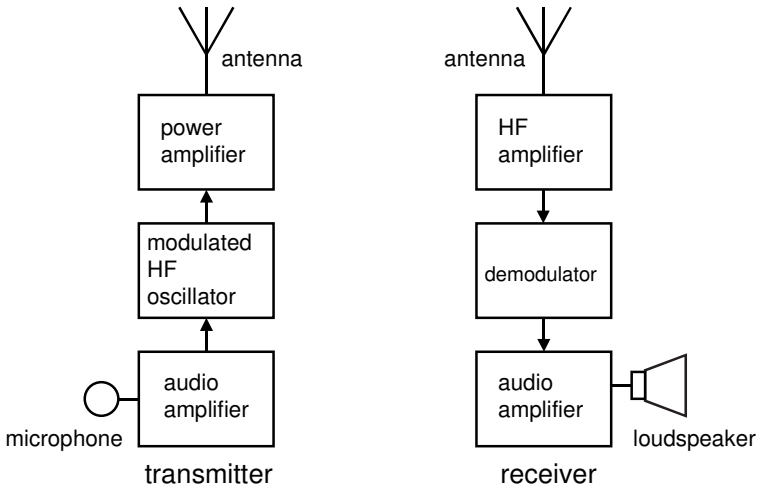 antenna
power
amplifier
modulated
HF
oscillator
audio
amplifier
microphone
transmitter
antenna
HF
amplifier
demodulator
audio
amplifier
loudspeaker
receiver